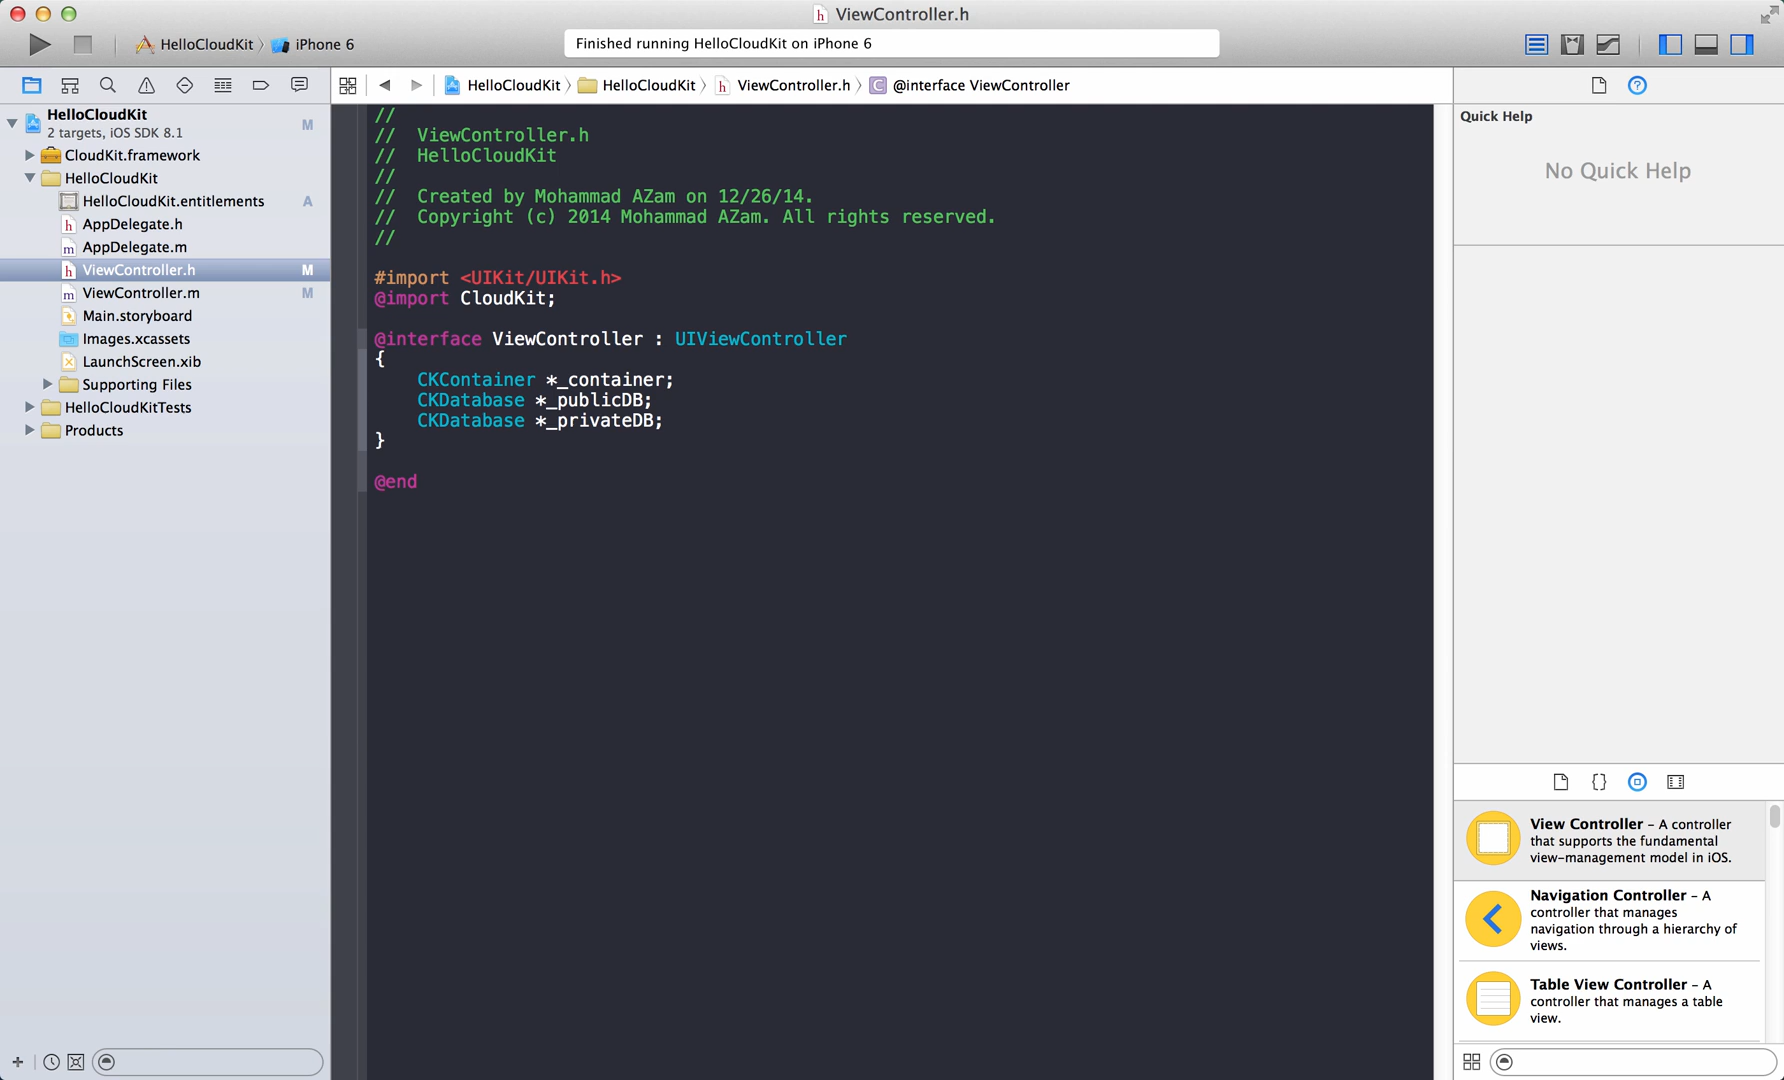 ViewController.h
HelloCloudKit
iPhone 6
Finished running HelloCloudKit on iPhone 6
HelloCloudKit
HelloCloudKit
ViewController.h
@interface ViewController
HelloCloudKit
2 targets, iOS SDK 8.1
M
CloudKit.framework
HelloCloudKit
HelloCloudKit.entitlements
A
AppDelegate.h
AppDelegate.m
ViewController.h
M
ViewController.m
M
Main.storyboard
Images.xcassets
LaunchScreen.xib
Supporting Files
HelloCloudKitTests
Products
//
//  ViewController.h
//  HelloCloudKit
//
//  Created by Mohammad AZam on 12/26/14.
//  Copyright (c) 2014 Mohammad AZam. All rights reserved.
//
#import <UIKit/UIKit.h>
@import CloudKit;
@interface ViewController : UIViewController
{
    CKContainer *_container;
    CKDatabase *_publicDB;
    CKDatabase *_privateDB;
}
@end
Quick Help
No Quick Help
View Controller – A controller
that supports the fundamental
view-management model in iOS.
Navigation Controller – A
controller that manages
navigation through a hierarchy of
views.
Table View Controller – A
controller that manages a table
view.